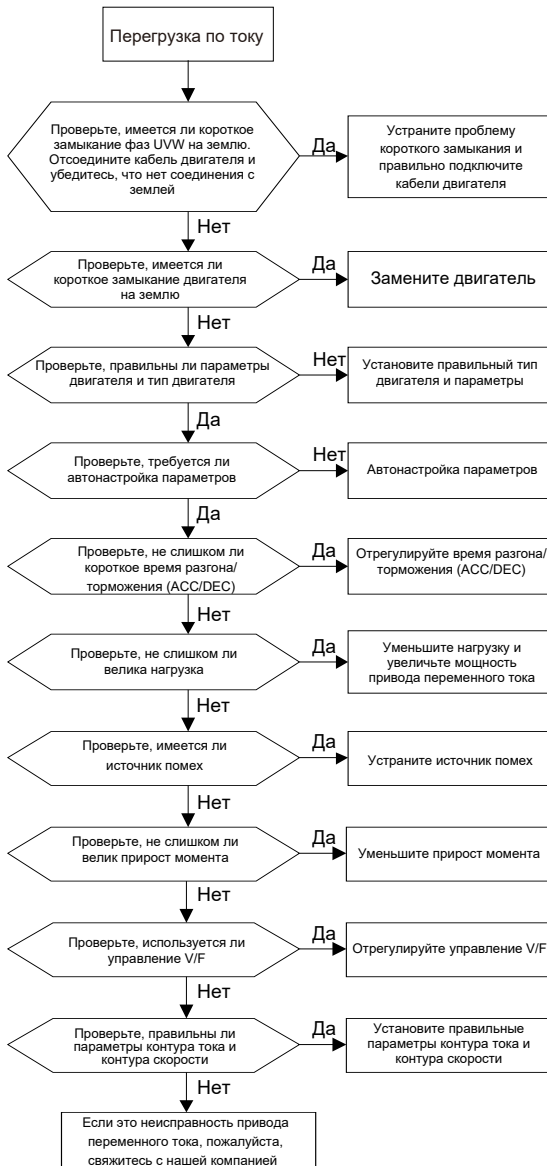 Перегрузка по току
Проверьте, имеется ли короткое
замыкание фаз UVW на землю.
Отсоедините кабель двигателя и
убедитесь, что нет соединения с
землей
Да
Устраните проблему
короткого замыкания и
правильно подключите
кабели двигателя
Нет
Проверьте, имеется ли
короткое замыкание двигателя
на землю
Да
Замените двигатель
Нет
Проверьте, правильны ли параметры
двигателя и тип двигателя
Нет
Установите правильный тип
двигателя и параметры
Да
Проверьте, требуется ли
автонастройка параметров
Нет
Автонастройка параметров
Да
Проверьте, не слишком ли
короткое время разгона/
торможения (ACC/DEC)
Да
Отрегулируйте время разгона/
торможения (ACC/DEC)
Нет
Проверьте, не слишком ли
велика нагрузка
Да
Уменьшите нагрузку и
увеличьте мощность
привода переменного тока
Нет
Проверьте, имеется ли
источник помех
Да
Устраните источник помех
Нет
Проверьте, не слишком ли
велик прирост момента
Да
Уменьшите прирост момента
Нет
Проверьте, используется ли
управление V/F
Да
Отрегулируйте управление V/F
Нет
Проверьте, правильны ли
параметры контура тока и
контура скорости
Да
Установите правильные
параметры контура тока и
контура скорости
Нет
Если это неисправность привода
переменного тока, пожалуйста,
свяжитесь с нашей компанией